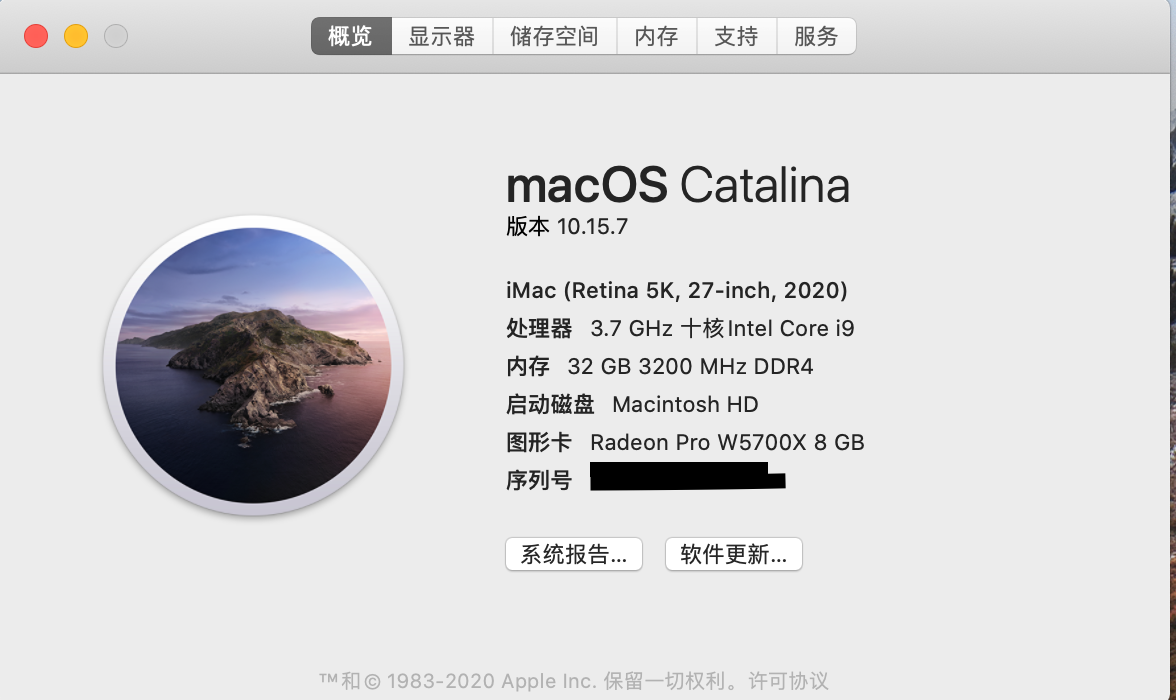 概览 显示器 储存空间 内存 支持 服务
macOS Catalina
版本 10.15.7
iMac (Retina 5K, 27-inch, 2020)
处理器 3.7 GHz 十核Intel Core i9
内存 32 GB 3200 MHz DDR4
启动磁盘 Macintosh HD
图形卡 Radeon Pro W5700X 8 GB
序列号
系统报告... 软件更新...
™和© 1983-2020 Apple Inc. 保留一切权利。许可协议